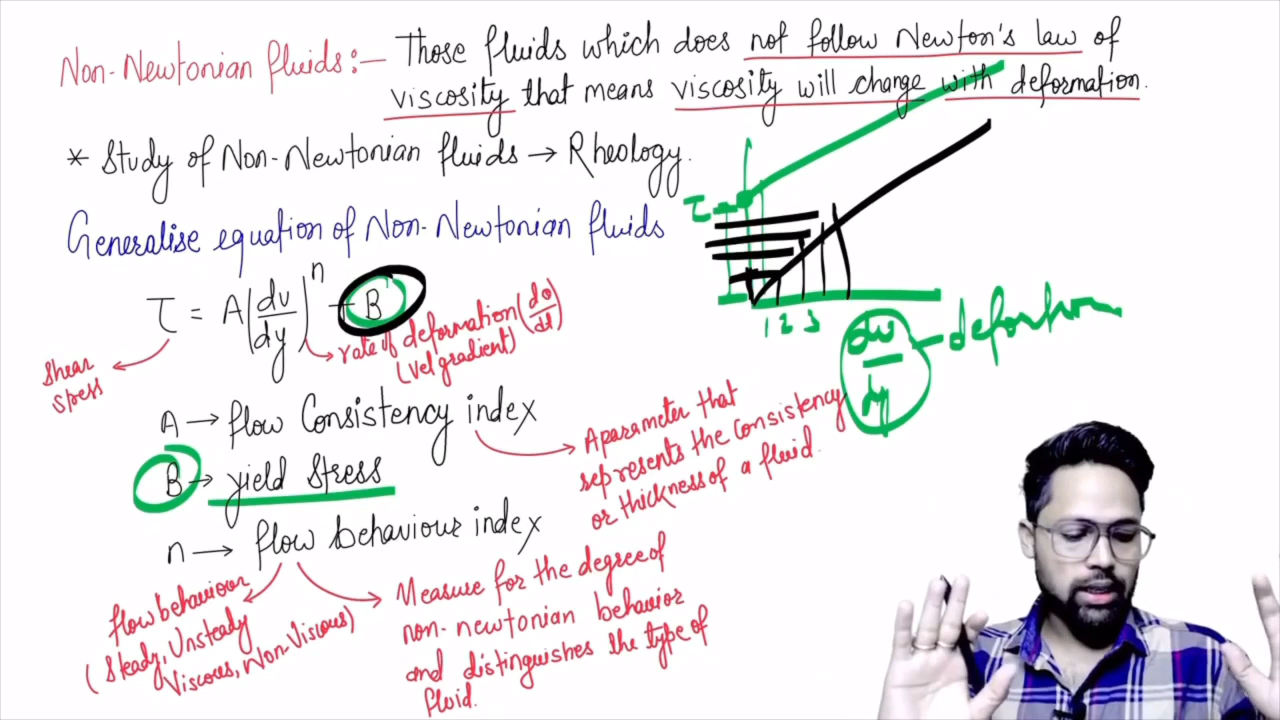 Non-Newtonian fluids:- Those fluids which does not follow Newton's law of
viscosity that means viscosity will change with deformation.
* Study of Non-Newtonian fluids → Rheology.
Generalise equation of Non-Newtonian fluids
τ = A(du/dy)^n + B
shear
stress
rate of deformation (dθ/dt)
(vel gradient)
τ
1 2 3
du/dy
A → flow Consistency index
A parameter that
represents the consistency
or thickness of a fluid.
B → yield stress
n → flow behaviour index
flow behaviour
(Steady, Unsteady
Viscous, Non-Viscous)
Measure for the degree of
non-newtonian behavior
and distinguishes the type of
fluid.